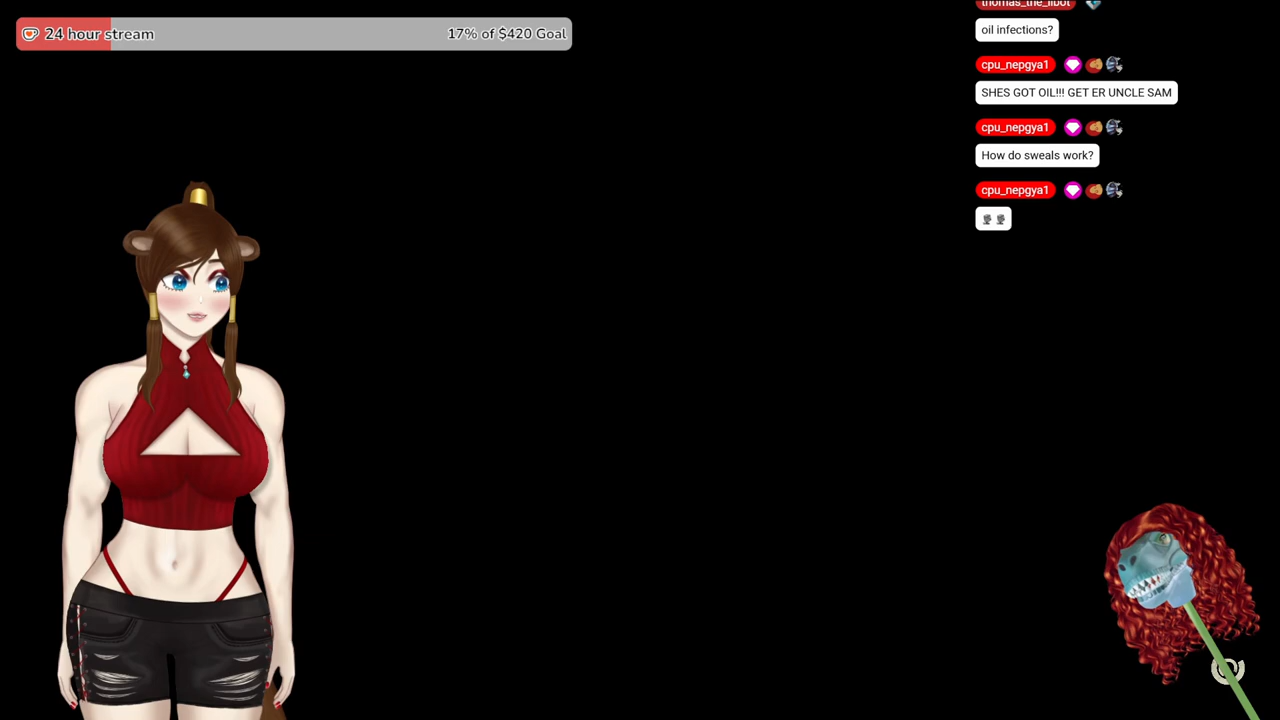 24 hour stream
17% of $420 Goal
thomas_the_llbot
oil infections?
cpu_nepgya1
SHES GOT OIL!!! GET ER UNCLE SAM
cpu_nepgya1
How do sweals work?
cpu_nepgya1